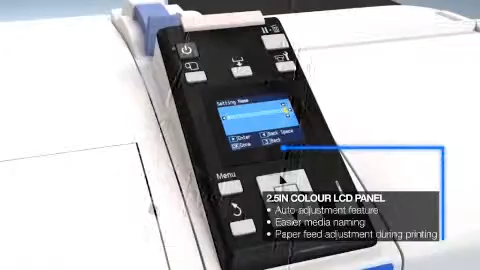 Setting Name
Enter Back Space
Done Back
Menu
2.5IN COLOUR LCD PANEL
• Auto adjustment feature
• Easier media naming
• Paper feed adjustment during printing